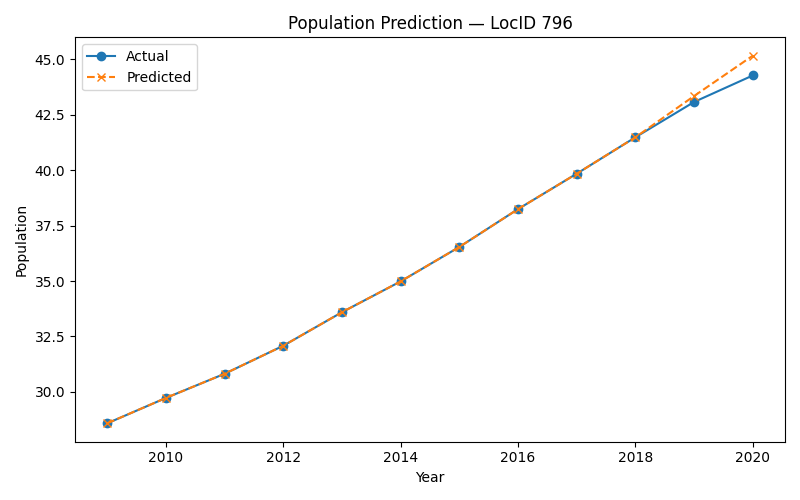 Population Prediction — LocID 796
Actual
Predicted
45.0
42.5
40.0
37.5
35.0
32.5
30.0
Population
2010 2012 2014 2016 2018 2020
Year